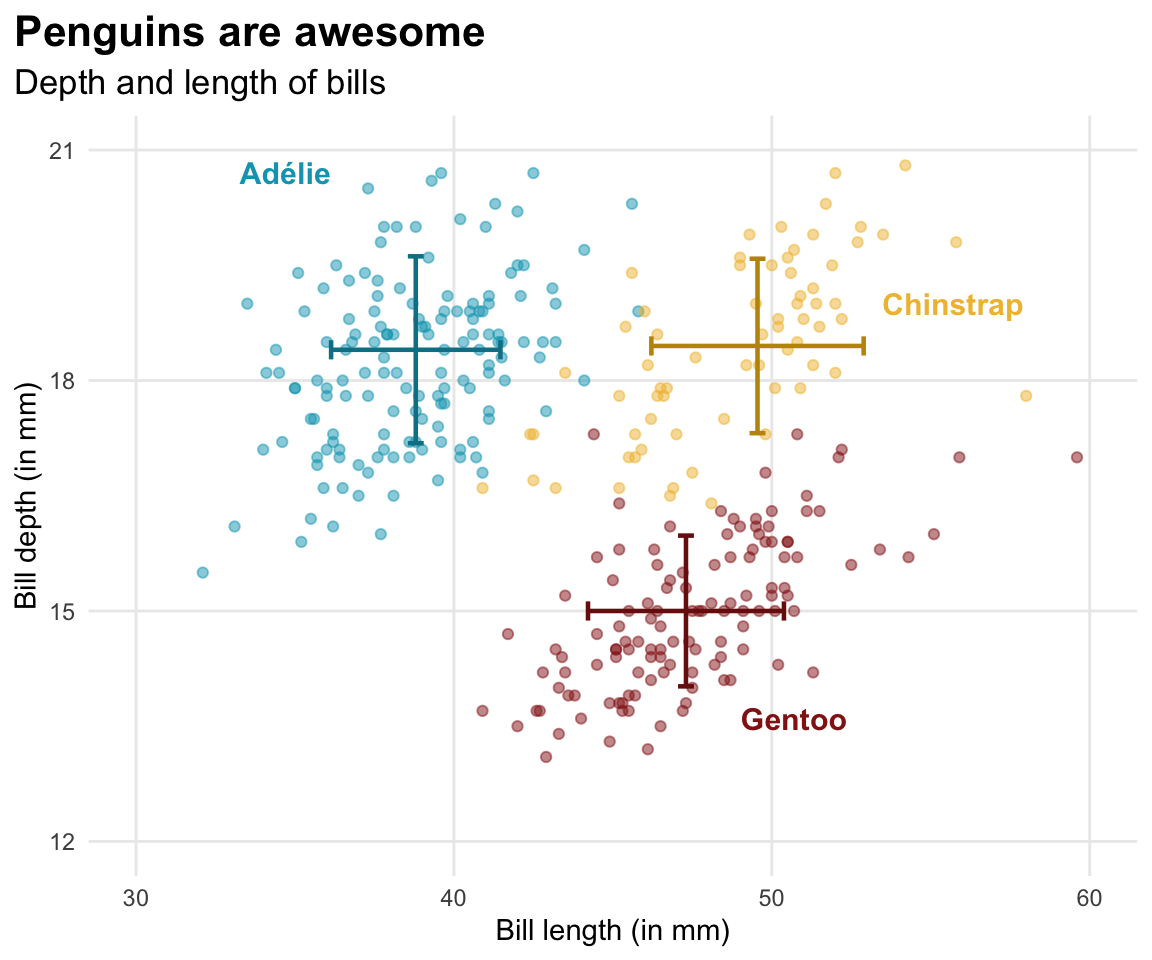 Penguins are awesome
Depth and length of bills
21
18
15
12
Bill depth (in mm)
Adélie
Chinstrap
Gentoo
30
40
50
60
Bill length (in mm)